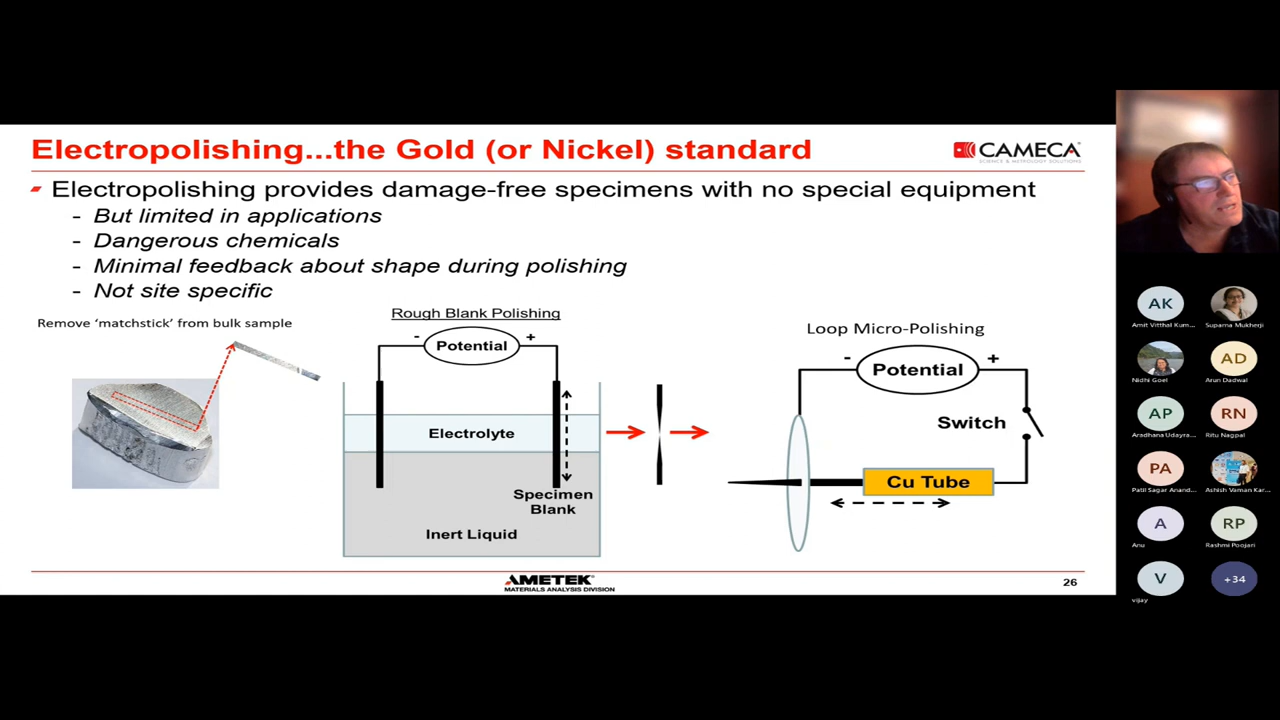 Electropolishing...the Gold (or Nickel) standard
CAMECA
SCIENCE & METROLOGY SOLUTIONS
Electropolishing provides damage-free specimens with no special equipment
- But limited in applications
- Dangerous chemicals
- Minimal feedback about shape during polishing
- Not site specific
Remove 'matchstick' from bulk sample
Rough Blank Polishing
- Potential +
Electrolyte
Specimen
Blank
Inert Liquid
Loop Micro-Polishing
- Potential +
Switch
Cu Tube
AMETEK
MATERIALS ANALYSIS DIVISION
26
AK
Amit Vitthal Kum...
Suparna Mukherji
Nidhi Goel
AD
Arun Dadwal
AP
Aradhana Udayra...
RN
Ritu Nagpal
PA
Patil Sagar Anand...
Ashish Vaman Kar...
A
Anu
RP
Rashmi Poojari
V
vijay
+34